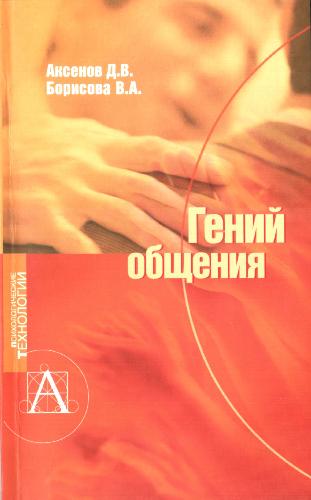 Аксенов Д.В.
Борисова В.А.
Гений
общения
ПСИХОЛОГИЧЕСКИЕ
ТЕХНОЛОГИИ
А